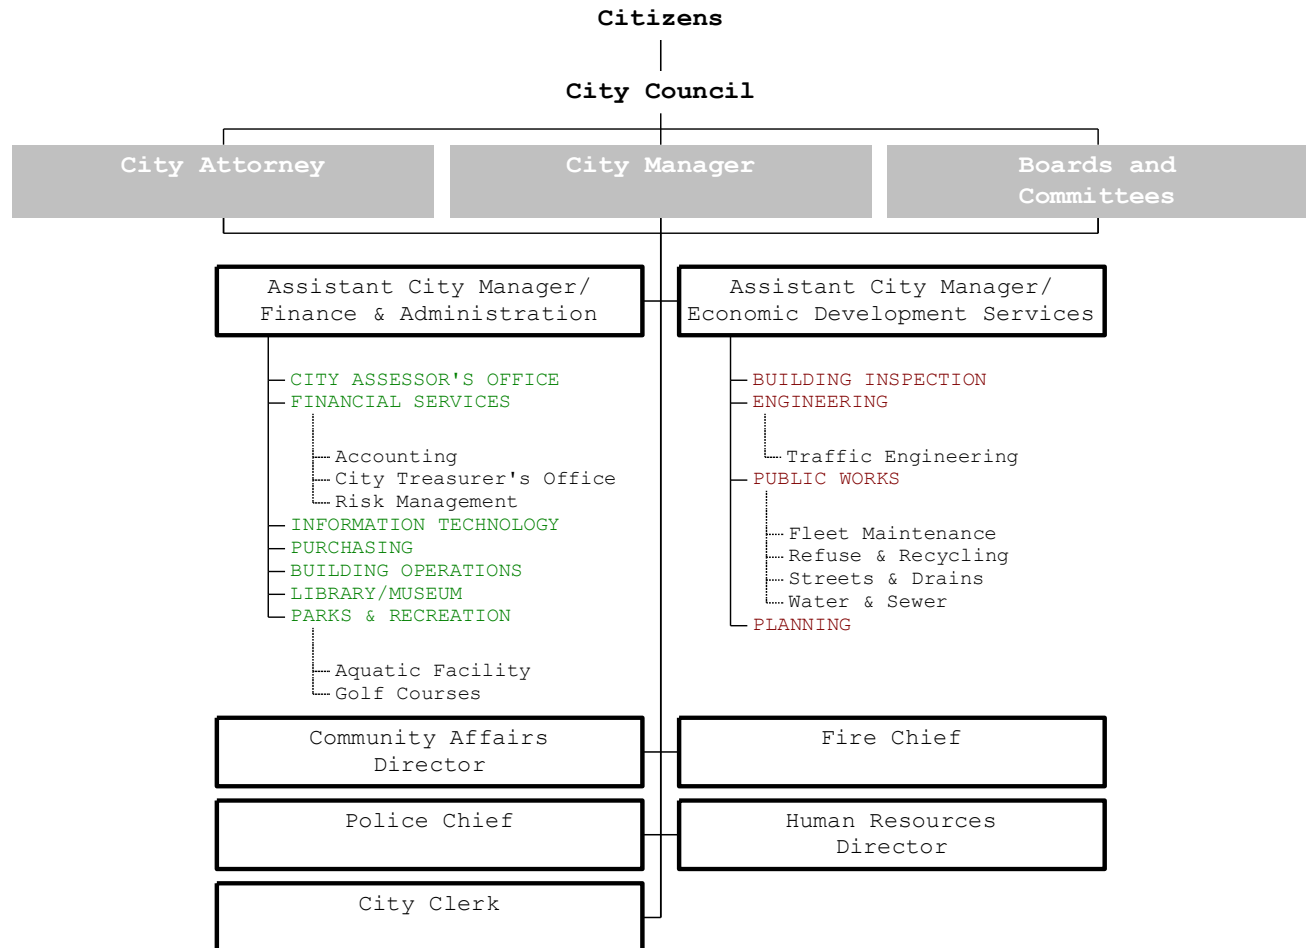 Citizens
City Council
City Attorney
City Manager
Boards and
Committees
Assistant City Manager/
Finance & Administration
Assistant City Manager/
Economic Development Services
CITY ASSESSOR'S OFFICE
FINANCIAL SERVICES
Accounting
City Treasurer's Office
Risk Management
INFORMATION TECHNOLOGY
PURCHASING
BUILDING OPERATIONS
LIBRARY/MUSEUM
PARKS & RECREATION
Aquatic Facility
Golf Courses
BUILDING INSPECTION
ENGINEERING
Traffic Engineering
PUBLIC WORKS
Fleet Maintenance
Refuse & Recycling
Streets & Drains
Water & Sewer
PLANNING
Community Affairs
Director
Fire Chief
Police Chief
Human Resources
Director
City Clerk